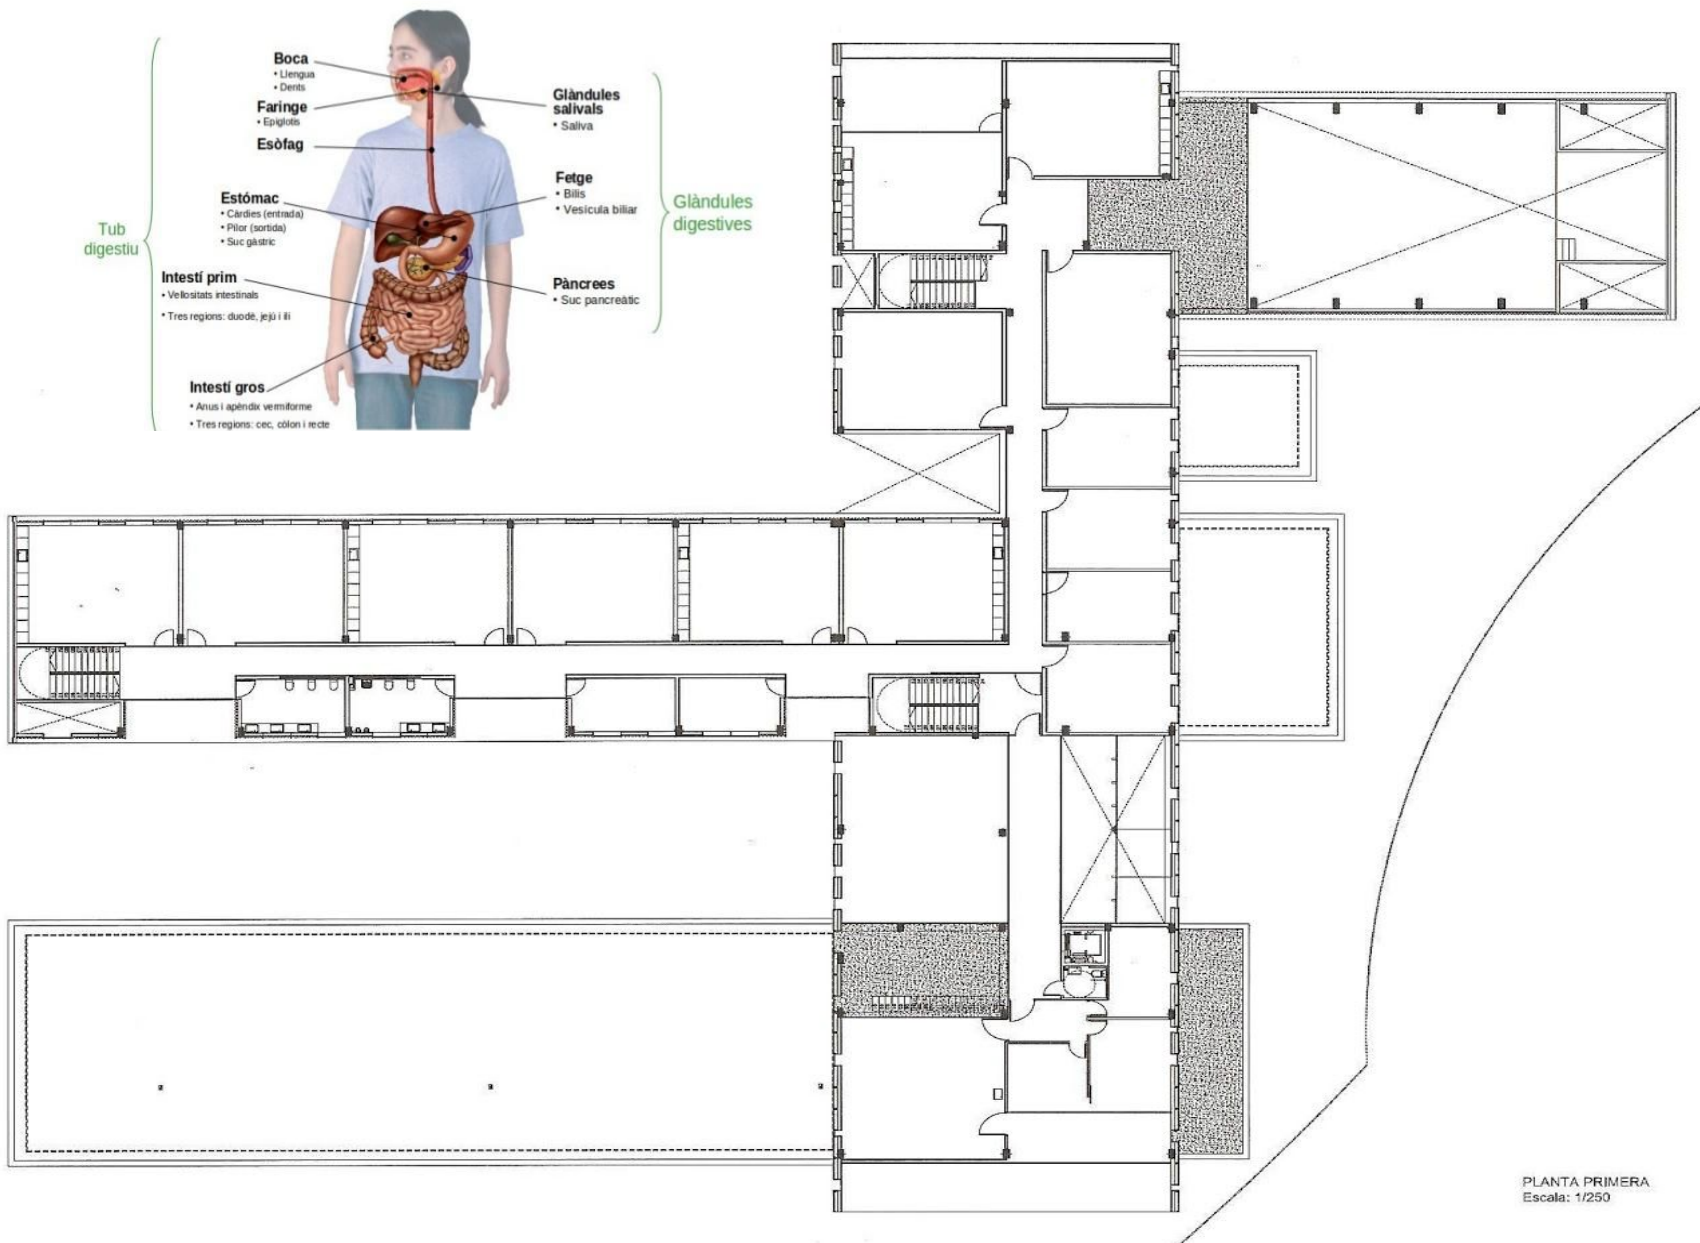 Boca
• Llengua
• Dents
Faringe
• Epiglotis
Esòfag
Estómac
• Càrdies (entrada)
• Pílor (sortida)
• Suc gàstric
Tub
digestiu
Intestí prim
• Vellositats intestinals
• Tres regions: duodè, jejú i ili
Intestí gros
• Anus i apèndix vermiforme
• Tres regions: cec, còlon i recte
Glàndules
salivals
• Saliva
Fetge
• Bilis
• Vesícula biliar
Glàndules
digestives
Pàncrees
• Suc pancreàtic
PLANTA PRIMERA
Escala: 1/250